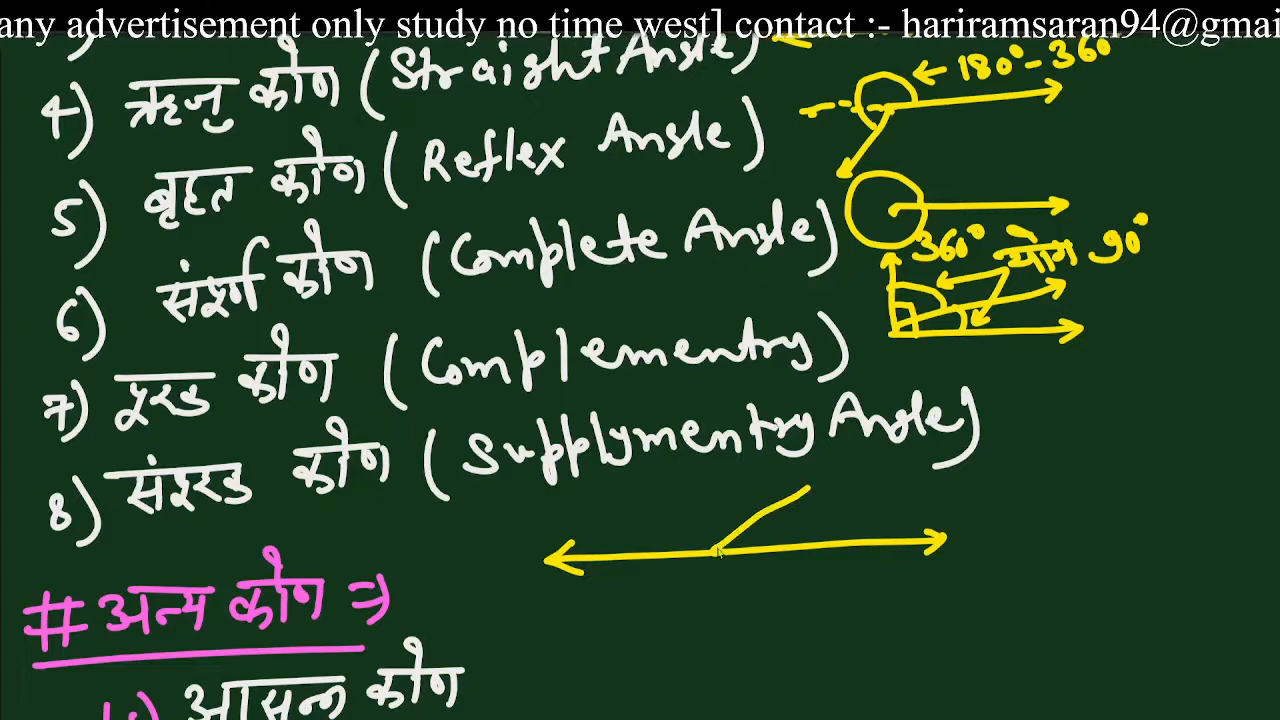 any advertisement only study no time west] contact :- hariramsaran94@gmai
4) ऋजु कोण (Straight Angle)
180° - 360°
5) बृहत कोण (Reflex Angle)
6) संपूर्ण कोण (Complete Angle)
360°
योग 90°
7) पूरक कोण (Complementry)
8) संपूरक कोण (Supplymentry Angle)
# अन्य कोण ⇒
आसन्न कोण